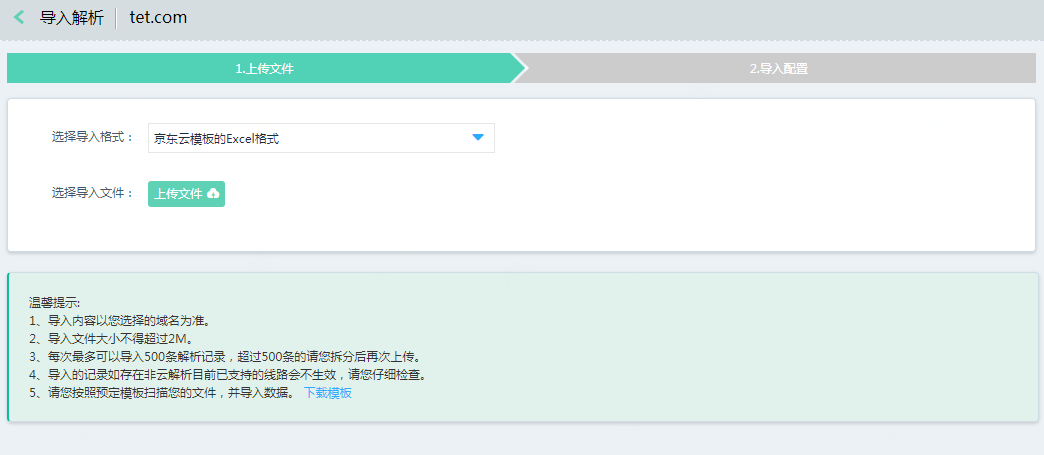 导入解析 tet.com
1.上传文件
2.导入配置
选择导入格式： 京东云模板的Excel格式
选择导入文件： 上传文件
温馨提示:
1、导入内容以您选择的域名为准。
2、导入文件大小不得超过2M。
3、每次最多可以导入500条解析记录，超过500条的请您拆分后再次上传。
4、导入的记录如存在非云解析目前已支持的线路会不生效，请您仔细检查。
5、请您按照预定模板扫描您的文件，并导入数据。 下载模板